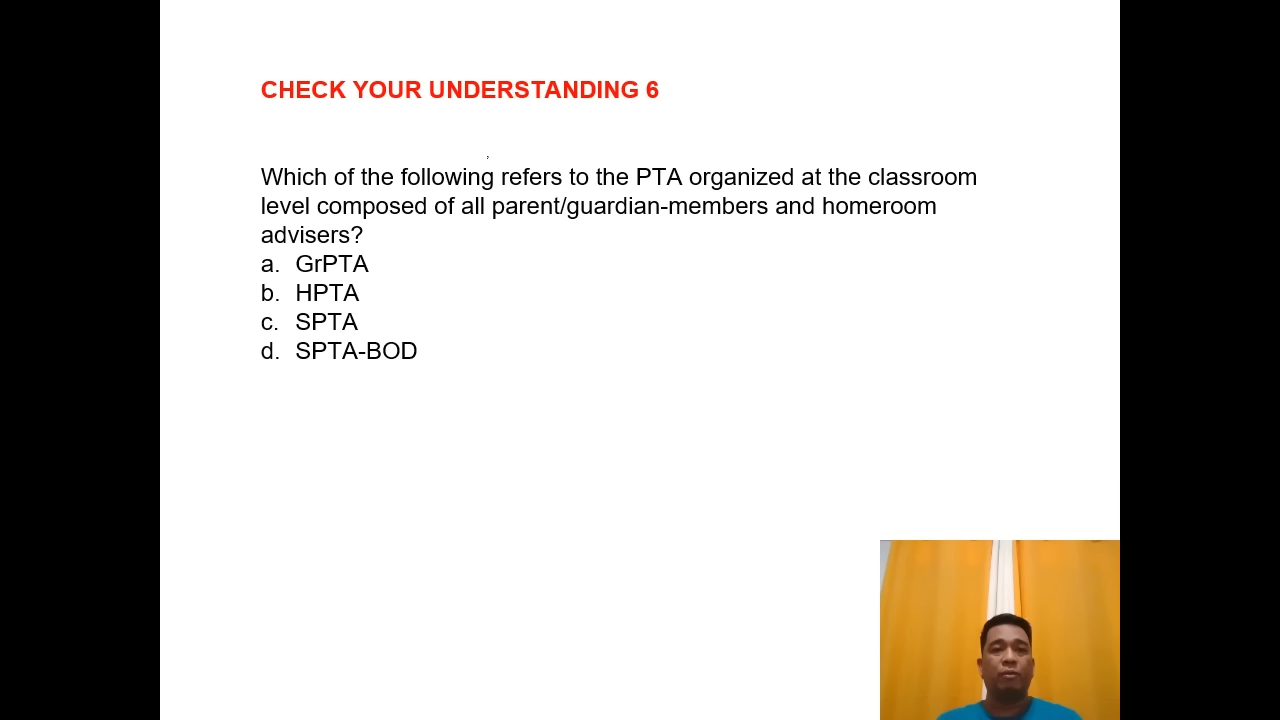 CHECK YOUR UNDERSTANDING 6
Which of the following refers to the PTA organized at the classroom
level composed of all parent/guardian-members and homeroom
advisers?
a. GrPTA
b. HPTA
c. SPTA
d. SPTA-BOD